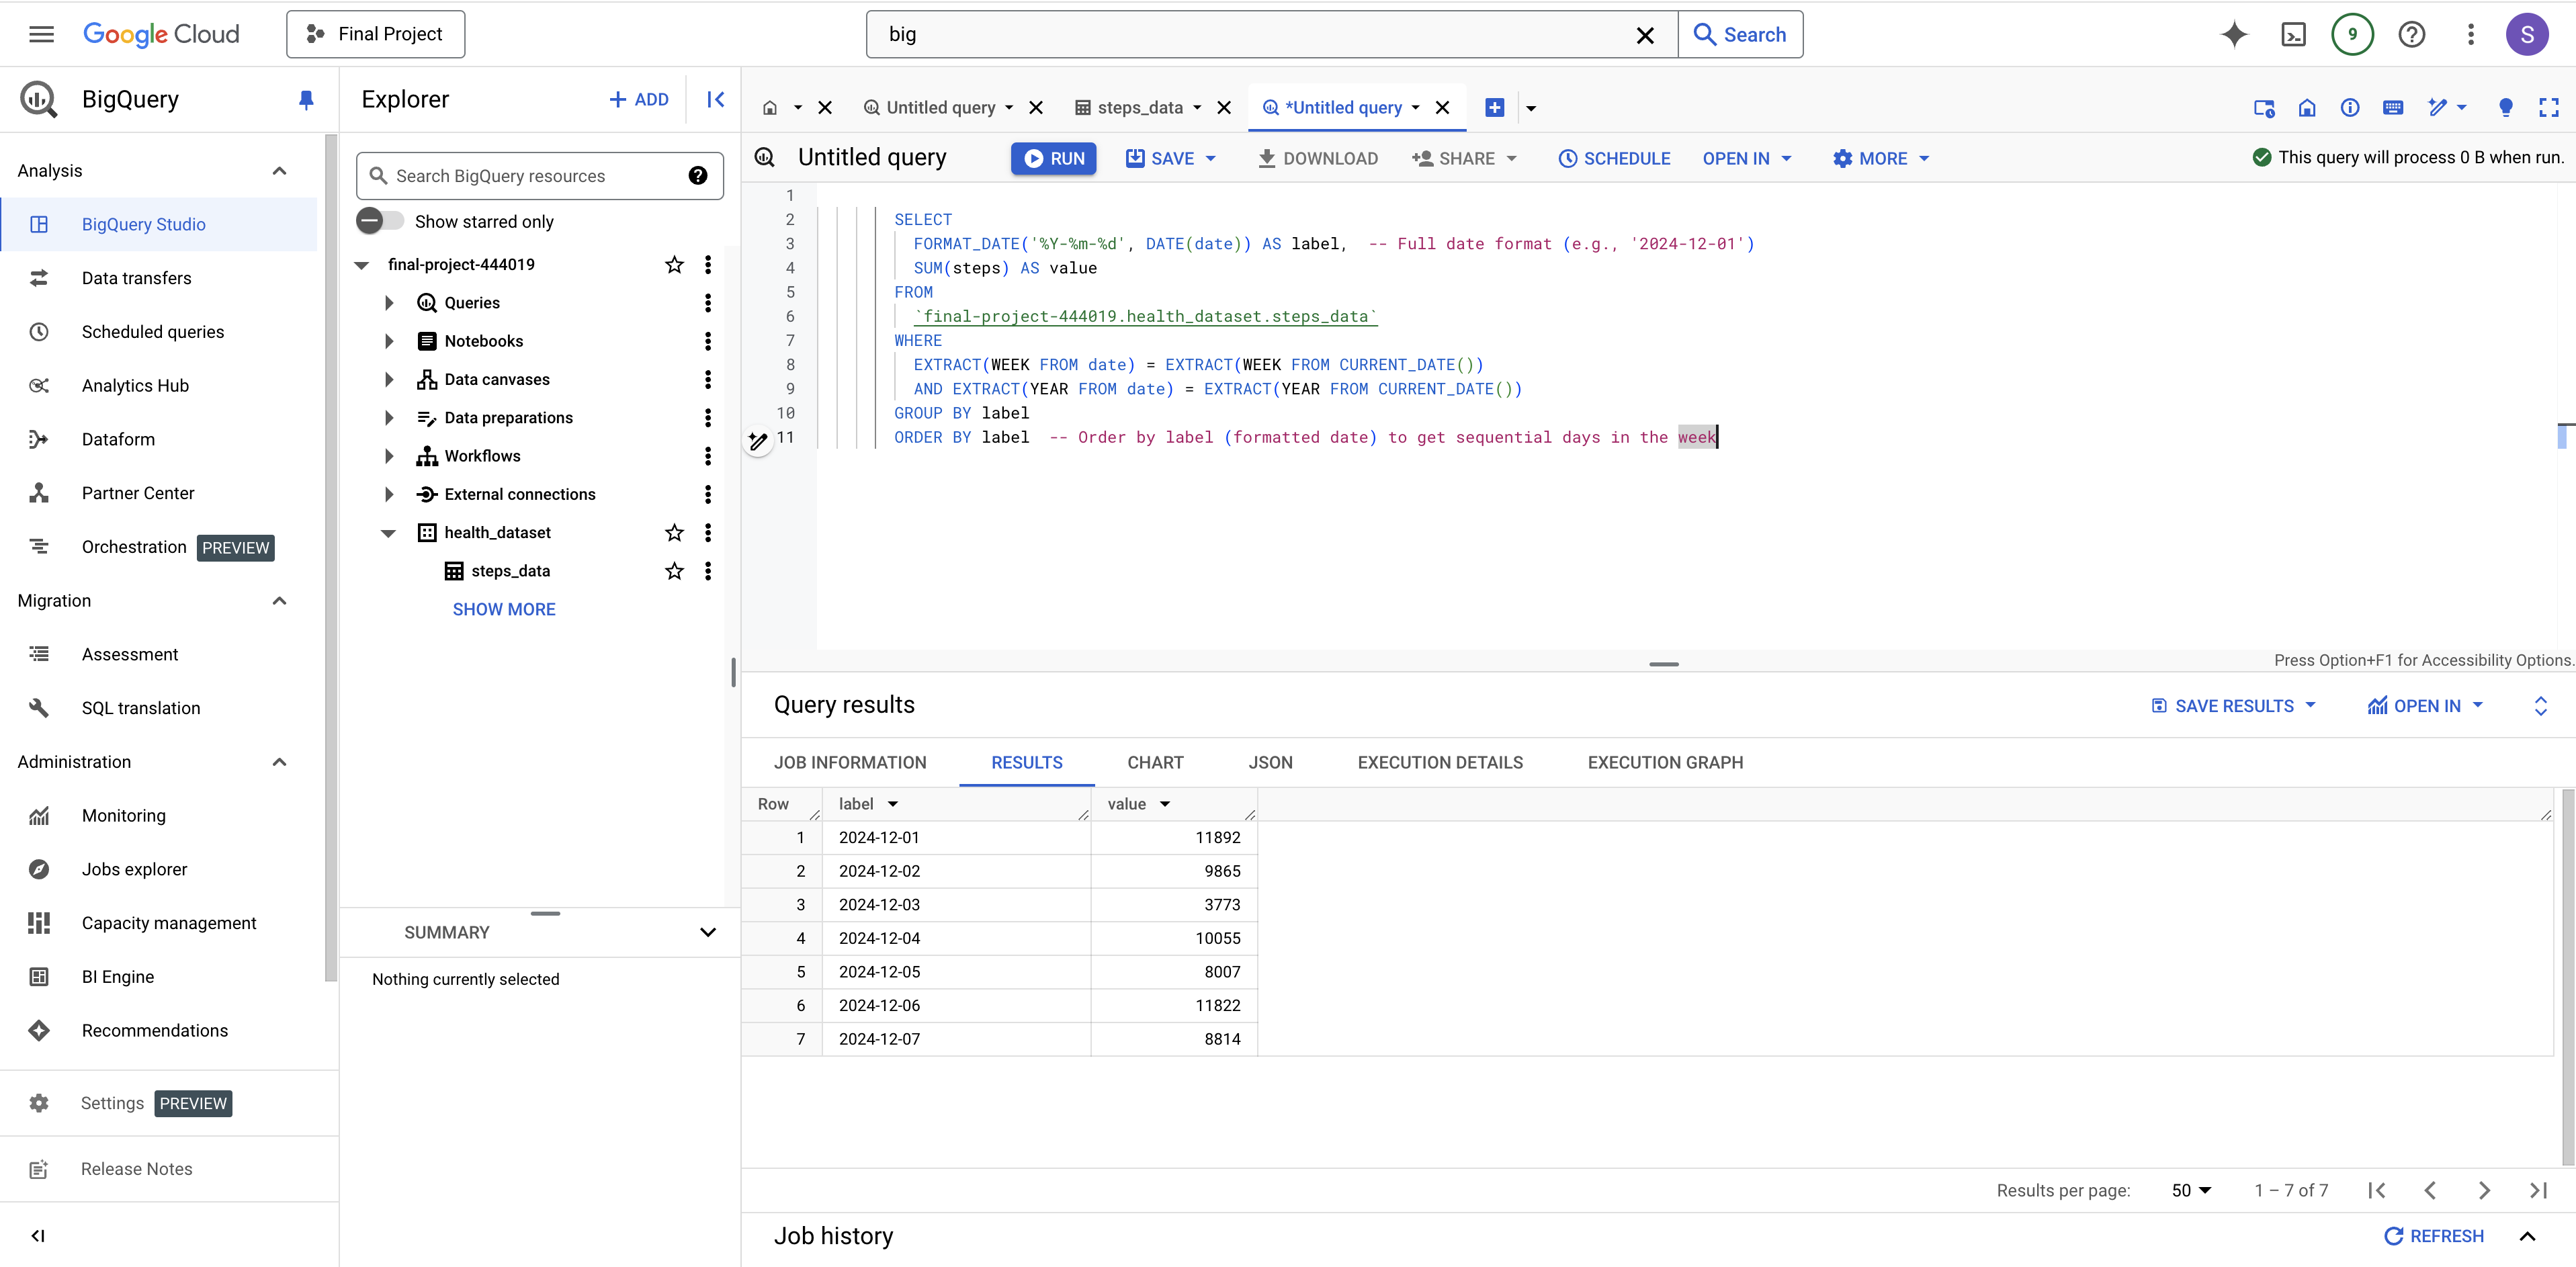 Google Cloud
Final Project
big
Search
9
S
BigQuery
Analysis
BigQuery Studio
Data transfers
Scheduled queries
Analytics Hub
Dataform
Partner Center
Orchestration PREVIEW
Migration
Assessment
SQL translation
Administration
Monitoring
Jobs explorer
Capacity management
BI Engine
Recommendations
Settings PREVIEW
Release Notes
Explorer
ADD
Search BigQuery resources
Show starred only
final-project-444019
Queries
Notebooks
Data canvases
Data preparations
Workflows
External connections
health_dataset
steps_data
SHOW MORE
SUMMARY
Nothing currently selected
Untitled query
steps_data
*Untitled query
Untitled query
RUN
SAVE
DOWNLOAD
SHARE
SCHEDULE
OPEN IN
MORE
This query will process 0 B when run.
1
2 SELECT
3 FORMAT_DATE('%Y-%m-%d', DATE(date)) AS label, -- Full date format (e.g., '2024-12-01')
4 SUM(steps) AS value
5 FROM
6 `final-project-444019.health_dataset.steps_data`
7 WHERE
8 EXTRACT(WEEK FROM date) = EXTRACT(WEEK FROM CURRENT_DATE())
9 AND EXTRACT(YEAR FROM date) = EXTRACT(YEAR FROM CURRENT_DATE())
10 GROUP BY label
11 ORDER BY label -- Order by label (formatted date) to get sequential days in the week
Press Option+F1 for Accessibility Options.
Query results
SAVE RESULTS
OPEN IN
JOB INFORMATION
RESULTS
CHART
JSON
EXECUTION DETAILS
EXECUTION GRAPH
Row label value
1 2024-12-01 11892
2 2024-12-02 9865
3 2024-12-03 3773
4 2024-12-04 10055
5 2024-12-05 8007
6 2024-12-06 11822
7 2024-12-07 8814
Results per page: 50 1 – 7 of 7
Job history
REFRESH